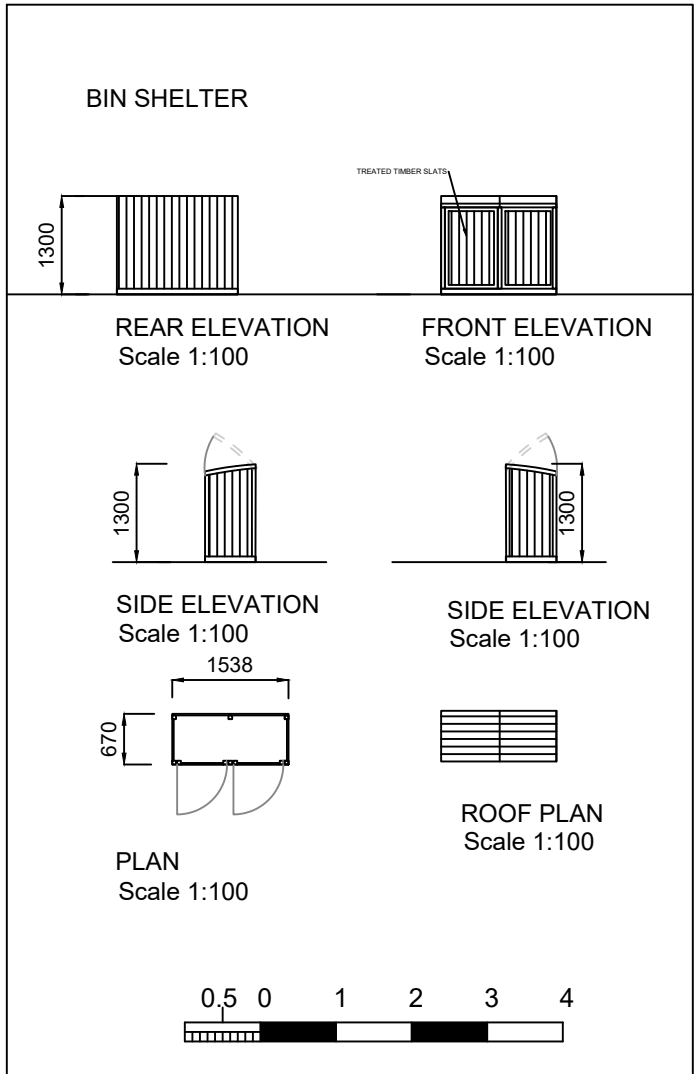 BIN SHELTER
TREATED TIMBER SLATS
1300
REAR ELEVATION
Scale 1:100
FRONT ELEVATION
Scale 1:100
1300
1300
SIDE ELEVATION
Scale 1:100
SIDE ELEVATION
Scale 1:100
1538
670
PLAN
Scale 1:100
ROOF PLAN
Scale 1:100
0.5 0 1 2 3 4